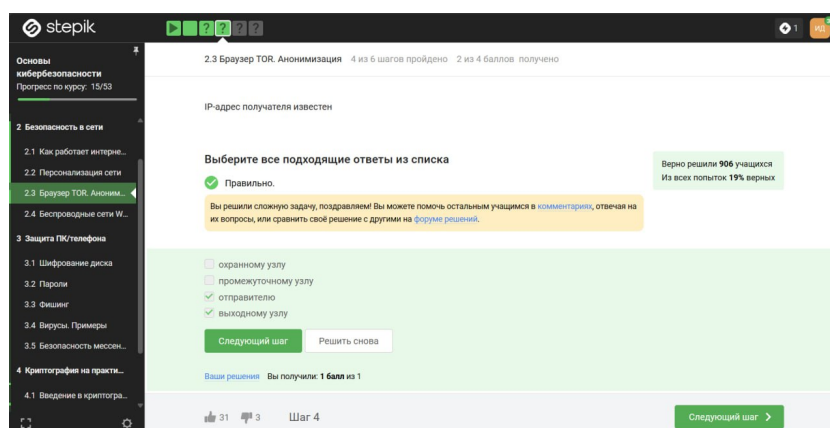 stepik
? ? ? ?
1
ИД
Основы
кибербезопасности
Прогресс по курсу: 15/53
2 Безопасность в сети
2.1 Как работает интерне...
2.2 Персонализация сети
2.3 Браузер TOR. Аноним...
2.4 Беспроводные сети W...
3 Защита ПК/телефона
3.1 Шифрование диска
3.2 Пароли
3.3 Фишинг
3.4 Вирусы. Примеры
3.5 Безопасность мессен...
4 Криптография на практи...
4.1 Введение в криптогра...
2.3 Браузер TOR. Анонимизация 4 из 6 шагов пройдено 2 из 4 баллов получено
IP-адрес получателя известен
Выберите все подходящие ответы из списка
Правильно.
Верно решили 906 учащихся
Из всех попыток 19% верных
Вы решили сложную задачу, поздравляем! Вы можете помочь остальным учащимся в комментариях, отвечая на
их вопросы, или сравнить своё решение с другими на форуме решений.
охранному узлу
промежуточному узлу
отправителю
выходному узлу
Следующий шаг Решить снова
Ваши решения Вы получили: 1 балл из 1
31 3 Шаг 4 Следующий шаг